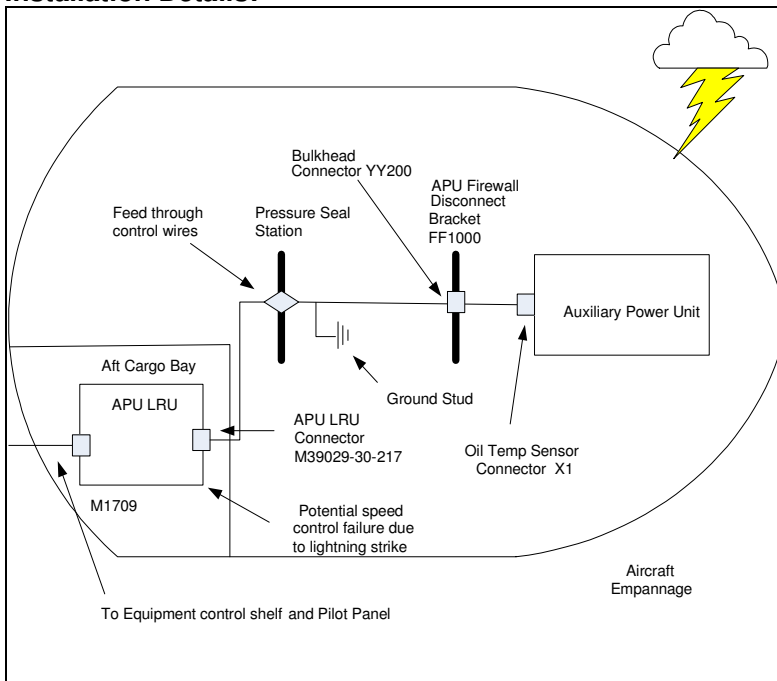 Installation Details:
Bulkhead
Connector YY200
APU Firewall
Disconnect
Bracket
FF1000
Feed through
control wires
Pressure Seal
Station
Auxiliary Power Unit
Aft Cargo Bay
APU LRU
Ground Stud
APU LRU
Connector
M39029-30-217
Oil Temp Sensor
Connector X1
M1709
Potential speed
control failure due
to lightning strike
Aircraft
Empannage
To Equipment control shelf and Pilot Panel